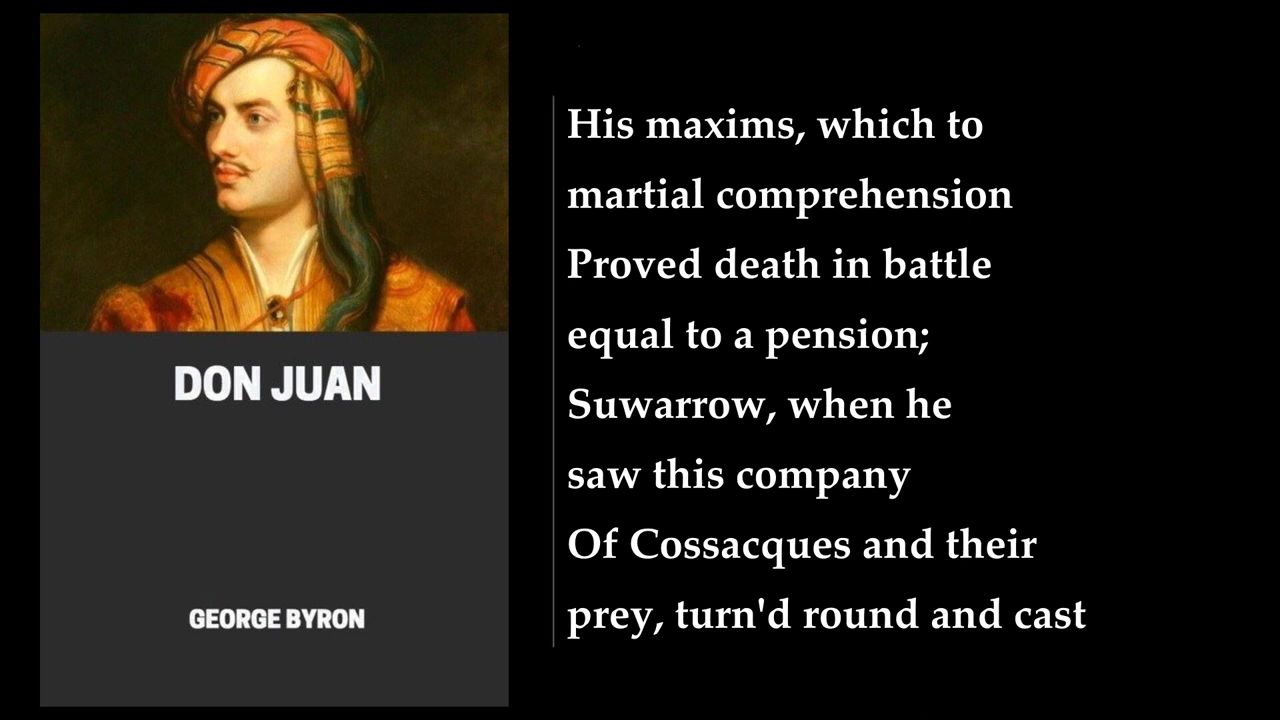 DON JUAN
GEORGE BYRON
His maxims, which to
martial comprehension
Proved death in battle
equal to a pension;
Suwarrow, when he
saw this company
Of Cossacques and their
prey, turn'd round and cast